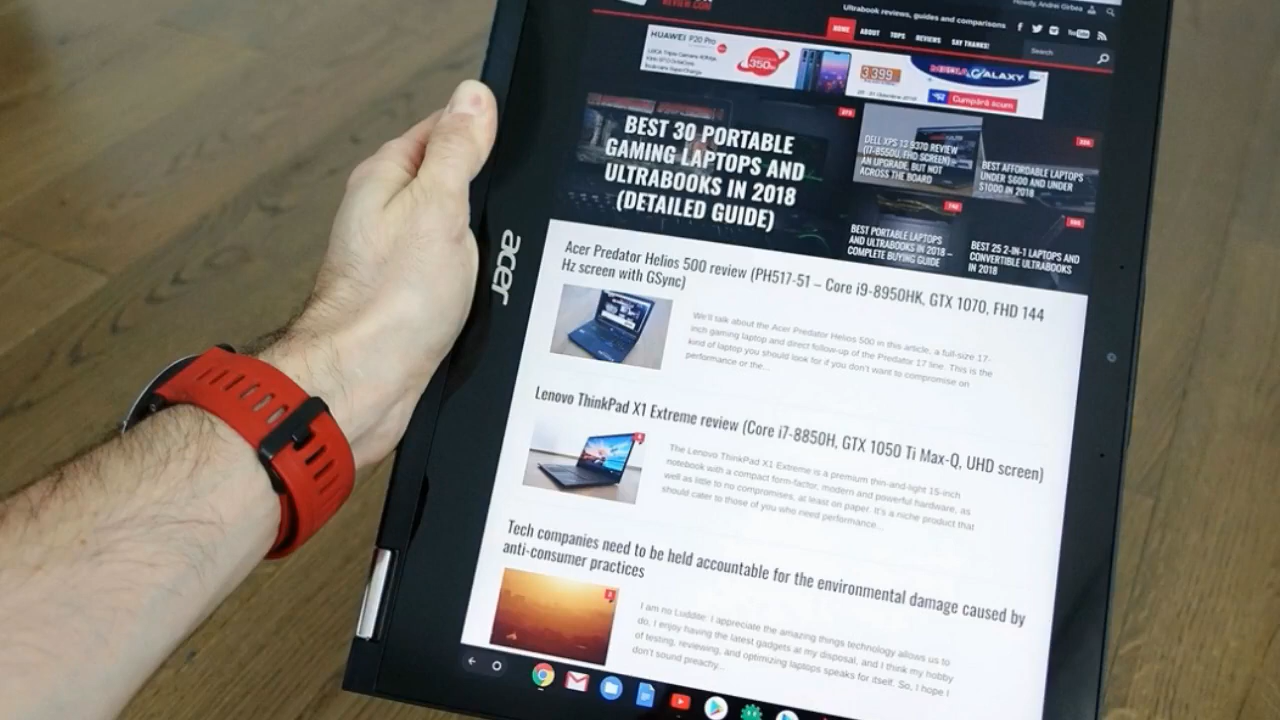 REVIEW.COM
Howdy, Andrei Girbea
Ultrabook reviews, guides and comparisons
HOME ABOUT TOPS REVIEWS SAY THANKS!
Search
HUAWEI P20 Pro
350
3 399
GALAXY
Cumpără acum
BEST 30 PORTABLE
GAMING LAPTOPS AND
ULTRABOOKS IN 2018
(DETAILED GUIDE)
DELL XPS 13 9370 REVIEW
(I7-8550U, FHD SCREEN) –
AN UPGRADE, BUT NOT
ACROSS THE BOARD
BEST AFFORDABLE LAPTOPS
UNDER $600 AND UNDER
$1000 IN 2018
BEST PORTABLE LAPTOPS
AND ULTRABOOKS IN 2018 –
COMPLETE BUYING GUIDE
BEST 25 2-IN-1 LAPTOPS AND
CONVERTIBLE ULTRABOOKS
IN 2018
acer
Acer Predator Helios 500 review (PH517-51 – Core i9-8950HK, GTX 1070, FHD 144
Hz screen with GSync)
We'll talk about the Acer Predator Helios 500 in this article, a full-size 17-
inch gaming laptop and direct follow-up of the Predator 17 line. This is the
kind of laptop you should look for if you don't want to compromise on
performance or the...
Lenovo ThinkPad X1 Extreme review (Core i7-8850H, GTX 1050 Ti Max-Q, UHD screen)
The Lenovo ThinkPad X1 Extreme is a premium thin-and-light 15-inch
notebook with a compact form-factor, modern and powerful hardware, as
well as little to no compromises, at least on paper. It's a niche product that
should cater to those of you who need performance...
Tech companies need to be held accountable for the environmental damage caused by
anti-consumer practices
I am no Luddite: I appreciate the amazing things technology allows us to
do, I enjoy having the latest gadgets at my disposal, and I think my hobby
of testing, reviewing, and optimizing laptops speaks for itself. So, I hope I
don't sound preachy...